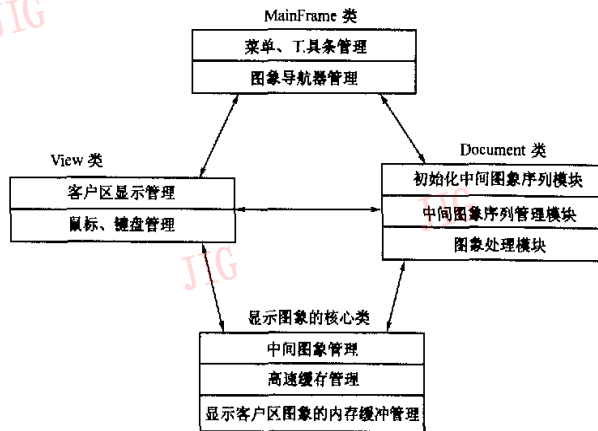 JIG
MainFrame 类
菜单、工具条管理
图象导航器管理
View 类
客户区显示管理
鼠标、键盘管理
Document 类
初始化中间图象序列模块
中间图象序列管理模块
图象处理模块
JIG
JIG
显示图象的核心类
中间图象管理
高速缓存管理
显示客户区图象的内存缓冲管理